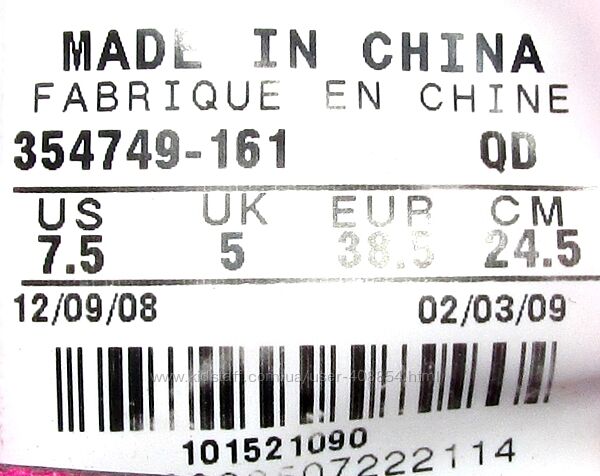 MADE IN CHINA
FABRIQUE EN CHINE
354749-161 QD
US UK EUR CM
7.5 5 38.5 24.5
12/09/08 02/03/09
101521090